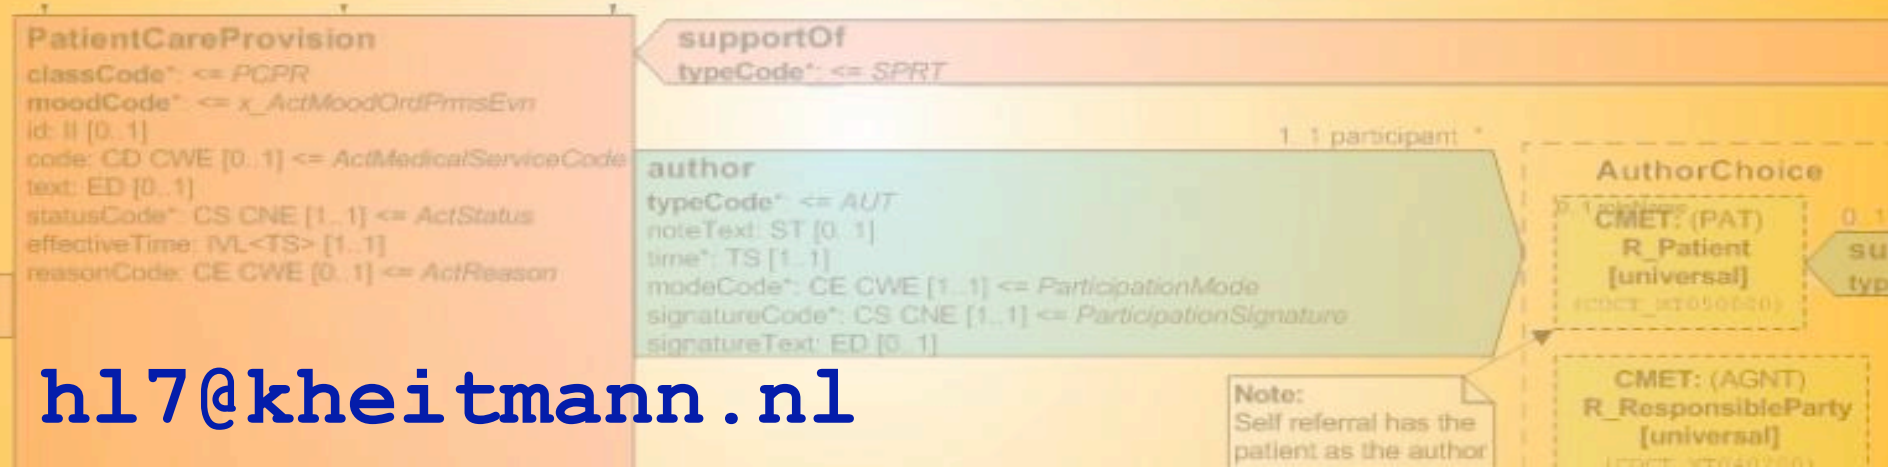 PatientCareProvision
classCode*: <= PCPR
moodCode*: <= x_ActMoodOrdPrmsEvn
id: II [0..1]
code: CD CWE [0..1] <= ActMedicalServiceCode
text: ED [0..1]
statusCode*: CS CNE [1..1] <= ActStatus
effectiveTime: IVL<TS> [1..1]
reasonCode: CE CWE [0..1] <= ActReason
supportOf
typeCode*: <= SPRT
1..1 participant *
author
typeCode*: <= AUT
noteText: ST [0..1]
time*: TS [1..1]
modeCode*: CE CWE [1..1] <= ParticipationMode
signatureCode*: CS CNE [1..1] <= ParticipationSignature
signatureText: ED [0..1]
AuthorChoice
CMET: (PAT)
R_Patient
[universal]
0..1
su
typ
CMET: (AGNT)
R_ResponsibleParty
[universal]
Note:
Self referral has the
patient as the author
hl7@kheitmann.nl